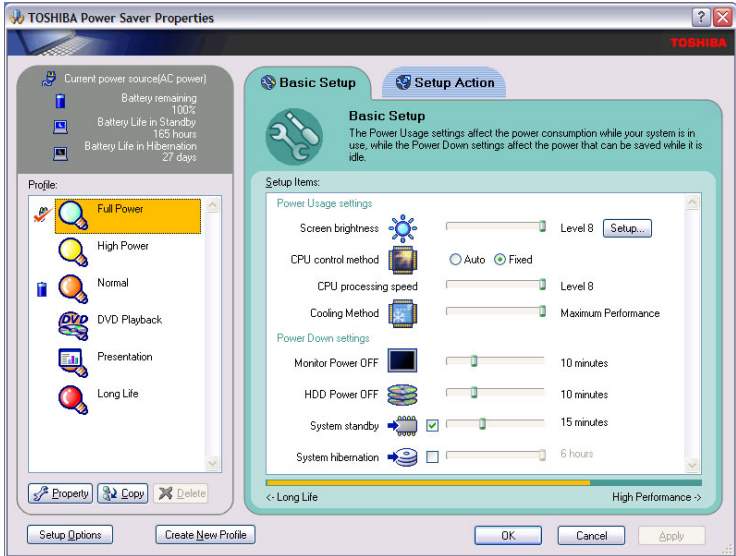 TOSHIBA Power Saver Properties
TOSHIBA
Current power source(AC power)
Battery remaining
100%
Battery Life in Standby
165 hours
Battery Life in Hibernation
27 days
Profile:
Full Power
High Power
Normal
DVD DVD Playback
Presentation
Long Life
Property
Copy
Delete
Basic Setup
Setup Action
Basic Setup
The Power Usage settings affect the power consumption while your system is in
use, while the Power Down settings affect the power that can be saved while it is
idle.
Setup Items:
Power Usage settings
Screen brightness Level 8 Setup...
CPU control method Auto Fixed
CPU processing speed Level 8
Cooling Method Maximum Performance
Power Down settings
Monitor Power OFF 10 minutes
HDD Power OFF 10 minutes
System standby 15 minutes
System hibernation 6 hours
<- Long Life High Performance ->
Setup Options
Create New Profile
OK
Cancel
Apply